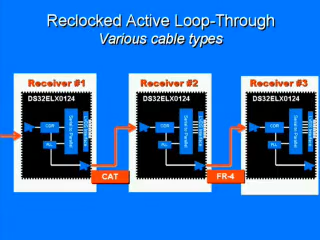 Reclocked Active Loop-Through
Various cable types
Receiver #1
Receiver #2
Receiver #3
DS32ELX0124
DS32ELX0124
DS32ELX0124
CDR
CDR
CDR
CAT
FR-4